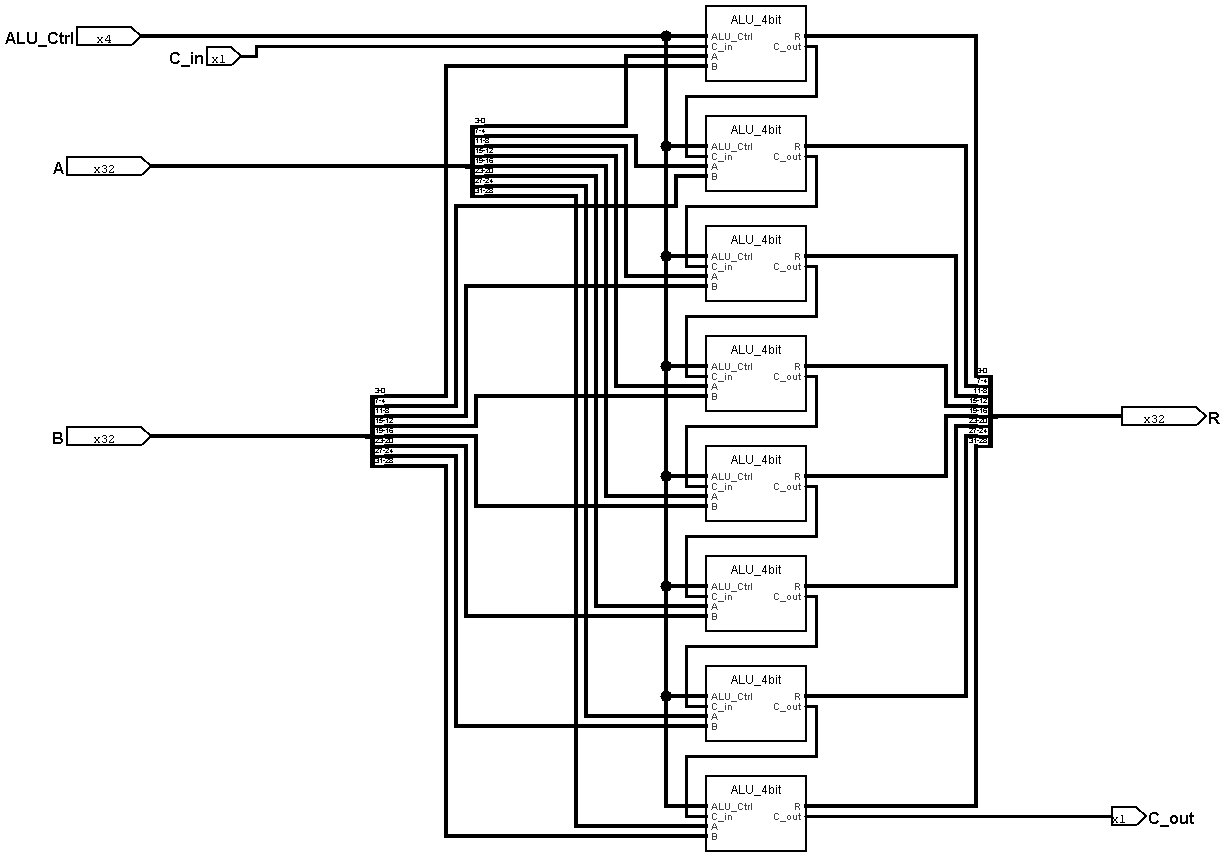 ALU_Ctrl x4
C_in x1
A x32
B x32
3-0
7-4
11-8
15-12
19-16
23-20
27-24
31-28
3-0
7-4
11-8
15-12
19-16
23-20
27-24
31-28
ALU_4bit
ALU_Ctrl R
C_in C_out
A
B
ALU_4bit
ALU_Ctrl R
C_in C_out
A
B
ALU_4bit
ALU_Ctrl R
C_in C_out
A
B
ALU_4bit
ALU_Ctrl R
C_in C_out
A
B
ALU_4bit
ALU_Ctrl R
C_in C_out
A
B
ALU_4bit
ALU_Ctrl R
C_in C_out
A
B
ALU_4bit
ALU_Ctrl R
C_in C_out
A
B
ALU_4bit
ALU_Ctrl R
C_in C_out
A
B
3-0
7-4
11-8
15-12
19-16
23-20
27-24
31-28
x32 R
x1 C_out